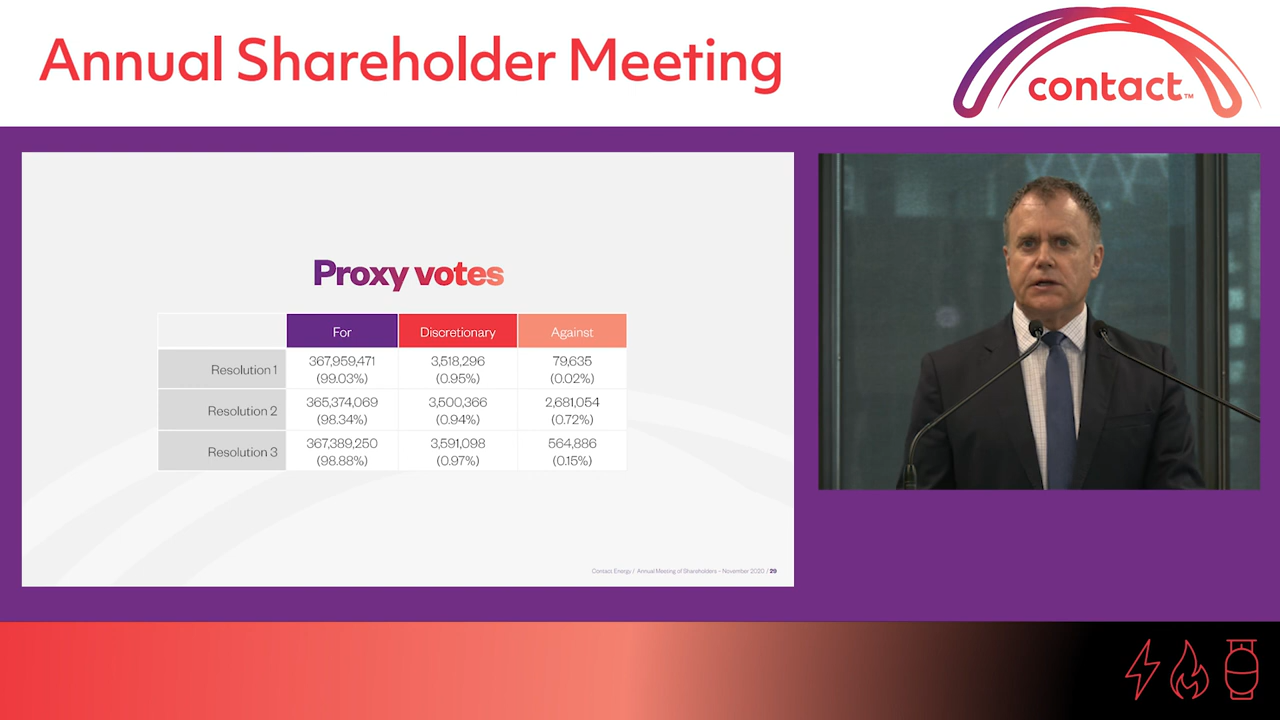 Annual Shareholder Meeting
contact™
Proxy votes
For Discretionary Against
Resolution 1 367,959,471 (99.03%) 3,518,296 (0.95%) 79,635 (0.02%)
Resolution 2 365,374,069 (98.34%) 3,500,366 (0.94%) 2,681,054 (0.72%)
Resolution 3 367,389,250 (98.88%) 3,591,098 (0.97%) 564,886 (0.15%)
Contact Energy / Annual Meeting of Shareholders – November 2020 / 29